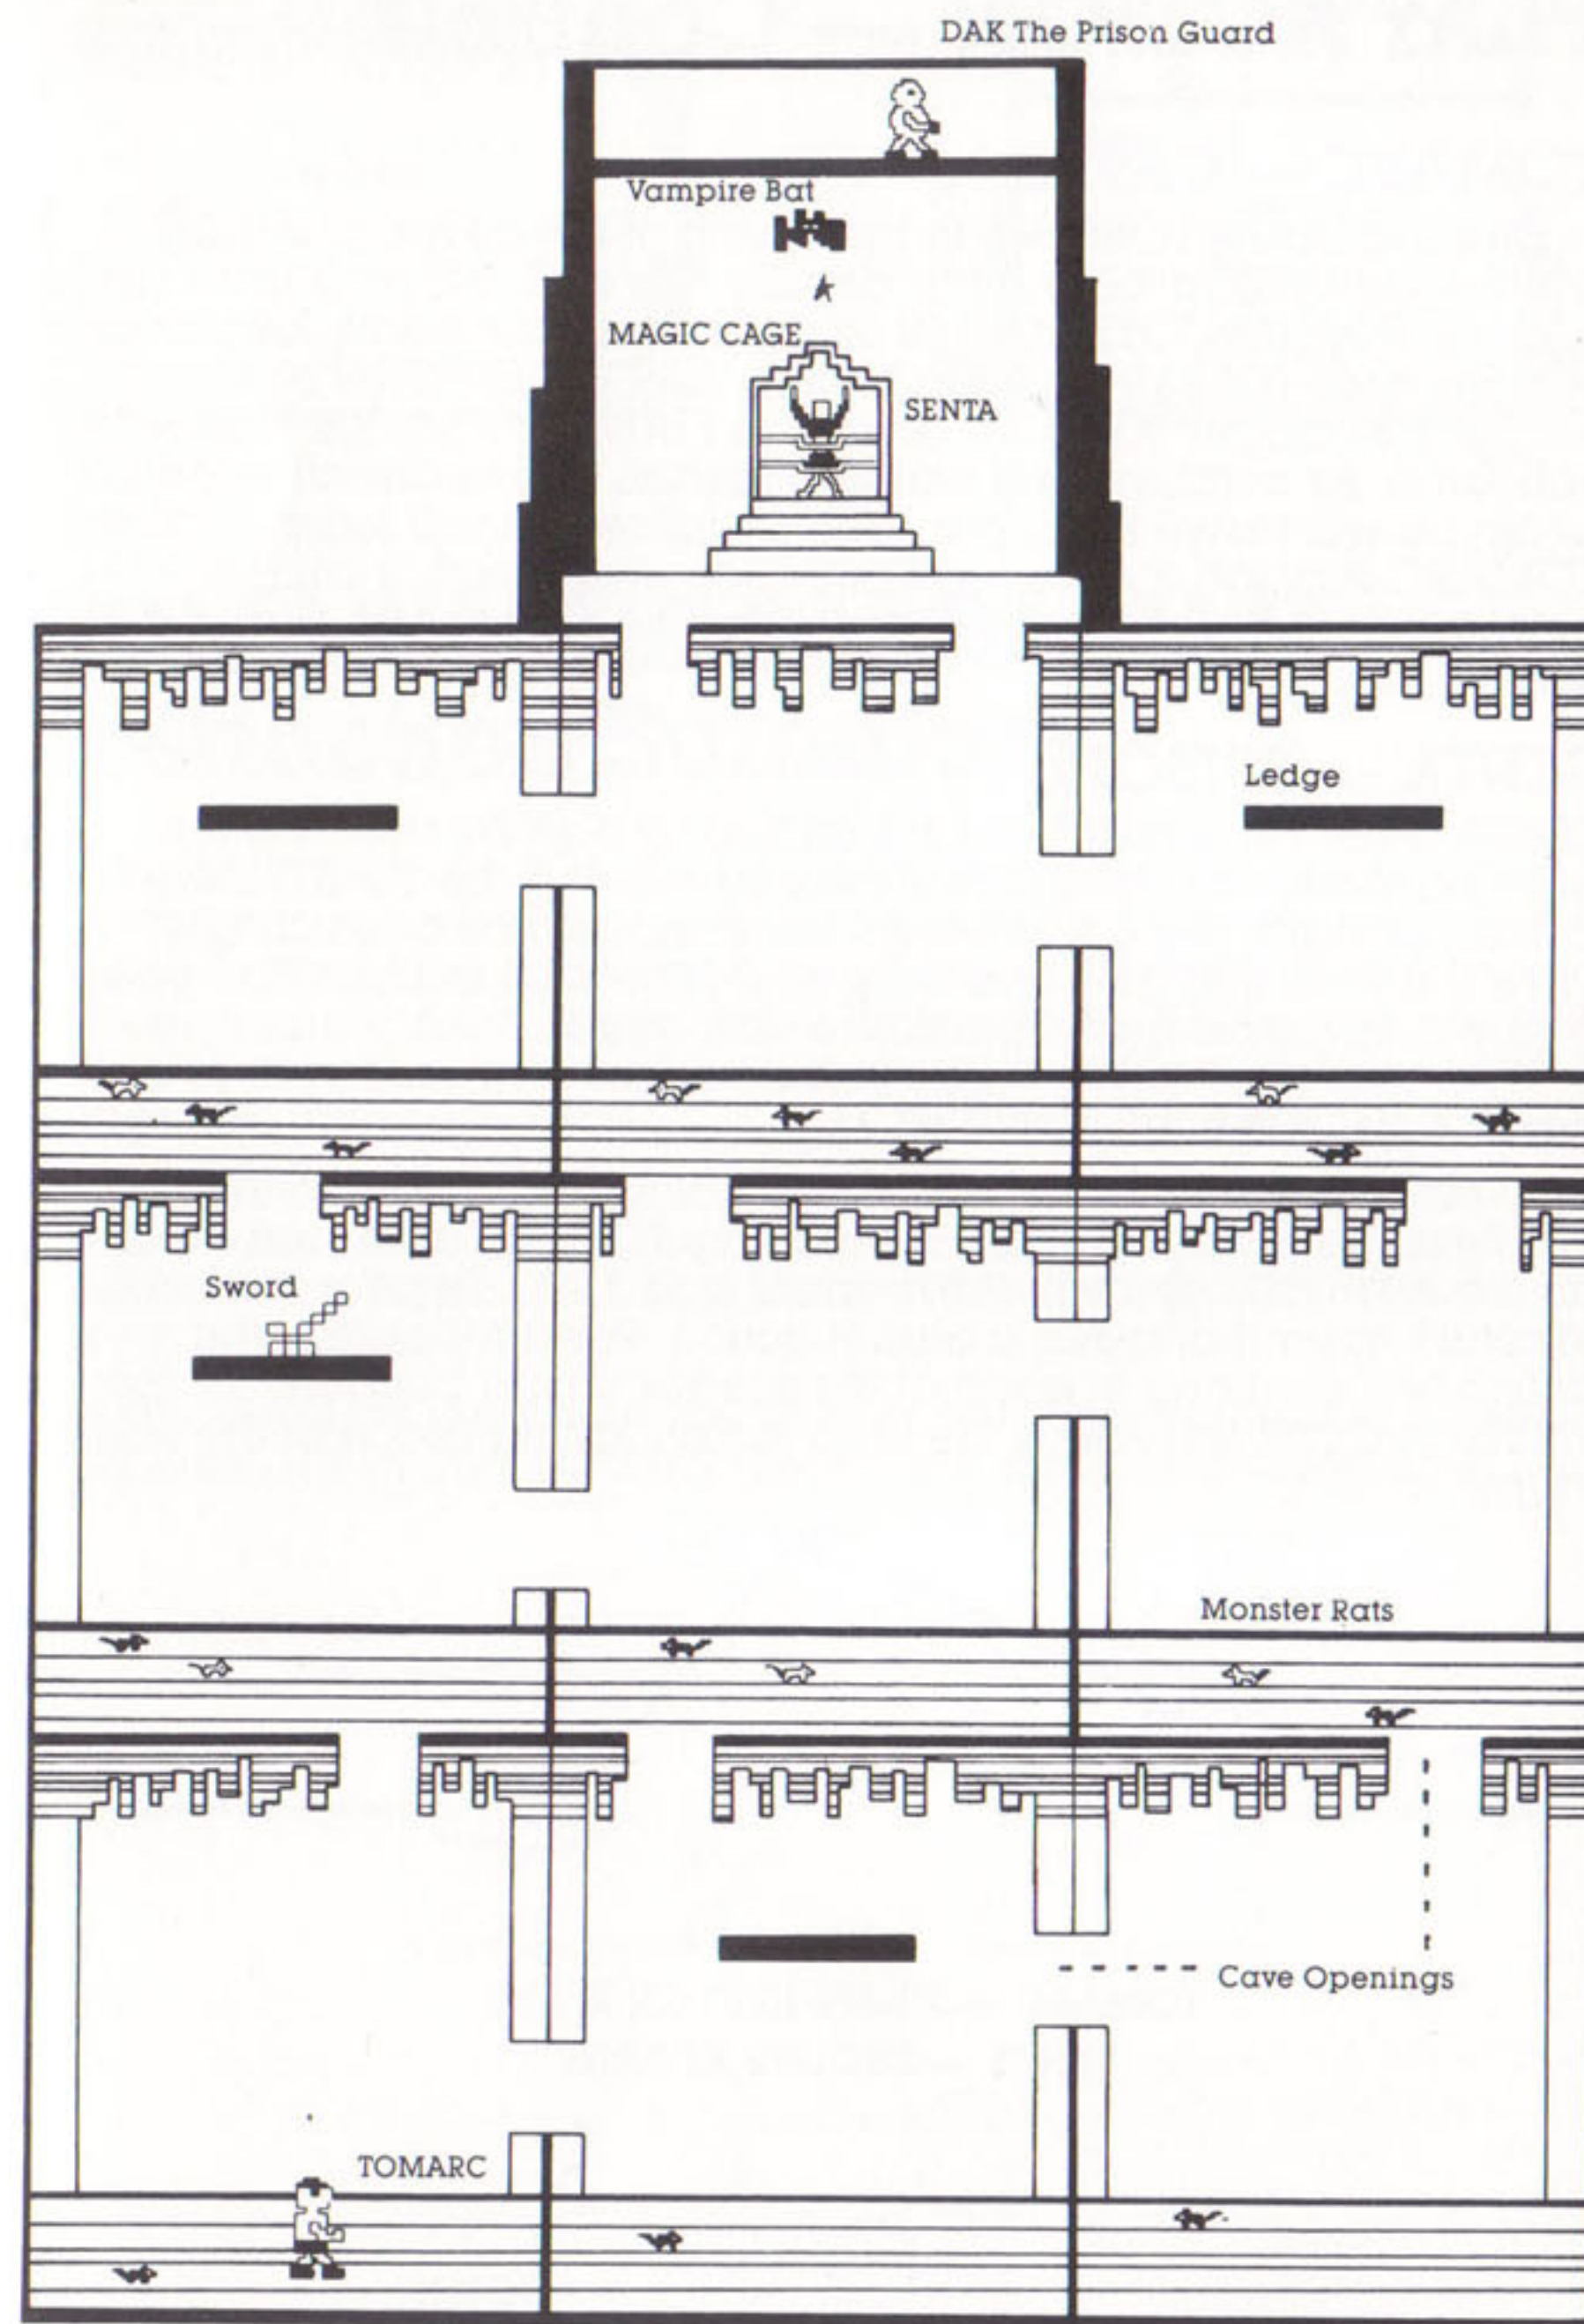 DAK The Prison Guard
Vampire Bat
MAGIC CAGE
SENTA
Ledge
Sword
Monster Rats
Cave Openings
TOMARC